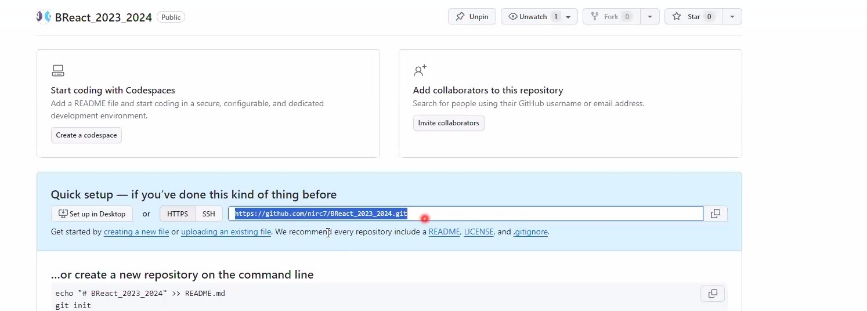 BReact_2023_2024 Public
Unpin
Unwatch 1
Fork 0
Star 0
Start coding with Codespaces
Add a README file and start coding in a secure, configurable, and dedicated
development environment.
Create a codespace
Add collaborators to this repository
Search for people using their GitHub username or email address.
Invite collaborators
Quick setup — if you've done this kind of thing before
Set up in Desktop or HTTPS SSH https://github.com/nirc7/BReact_2023_2024.git
Get started by creating a new file or uploading an existing file. We recommend every repository include a README, LICENSE, and .gitignore.
...or create a new repository on the command line
echo "# BReact_2023_2024" >> README.md
git init